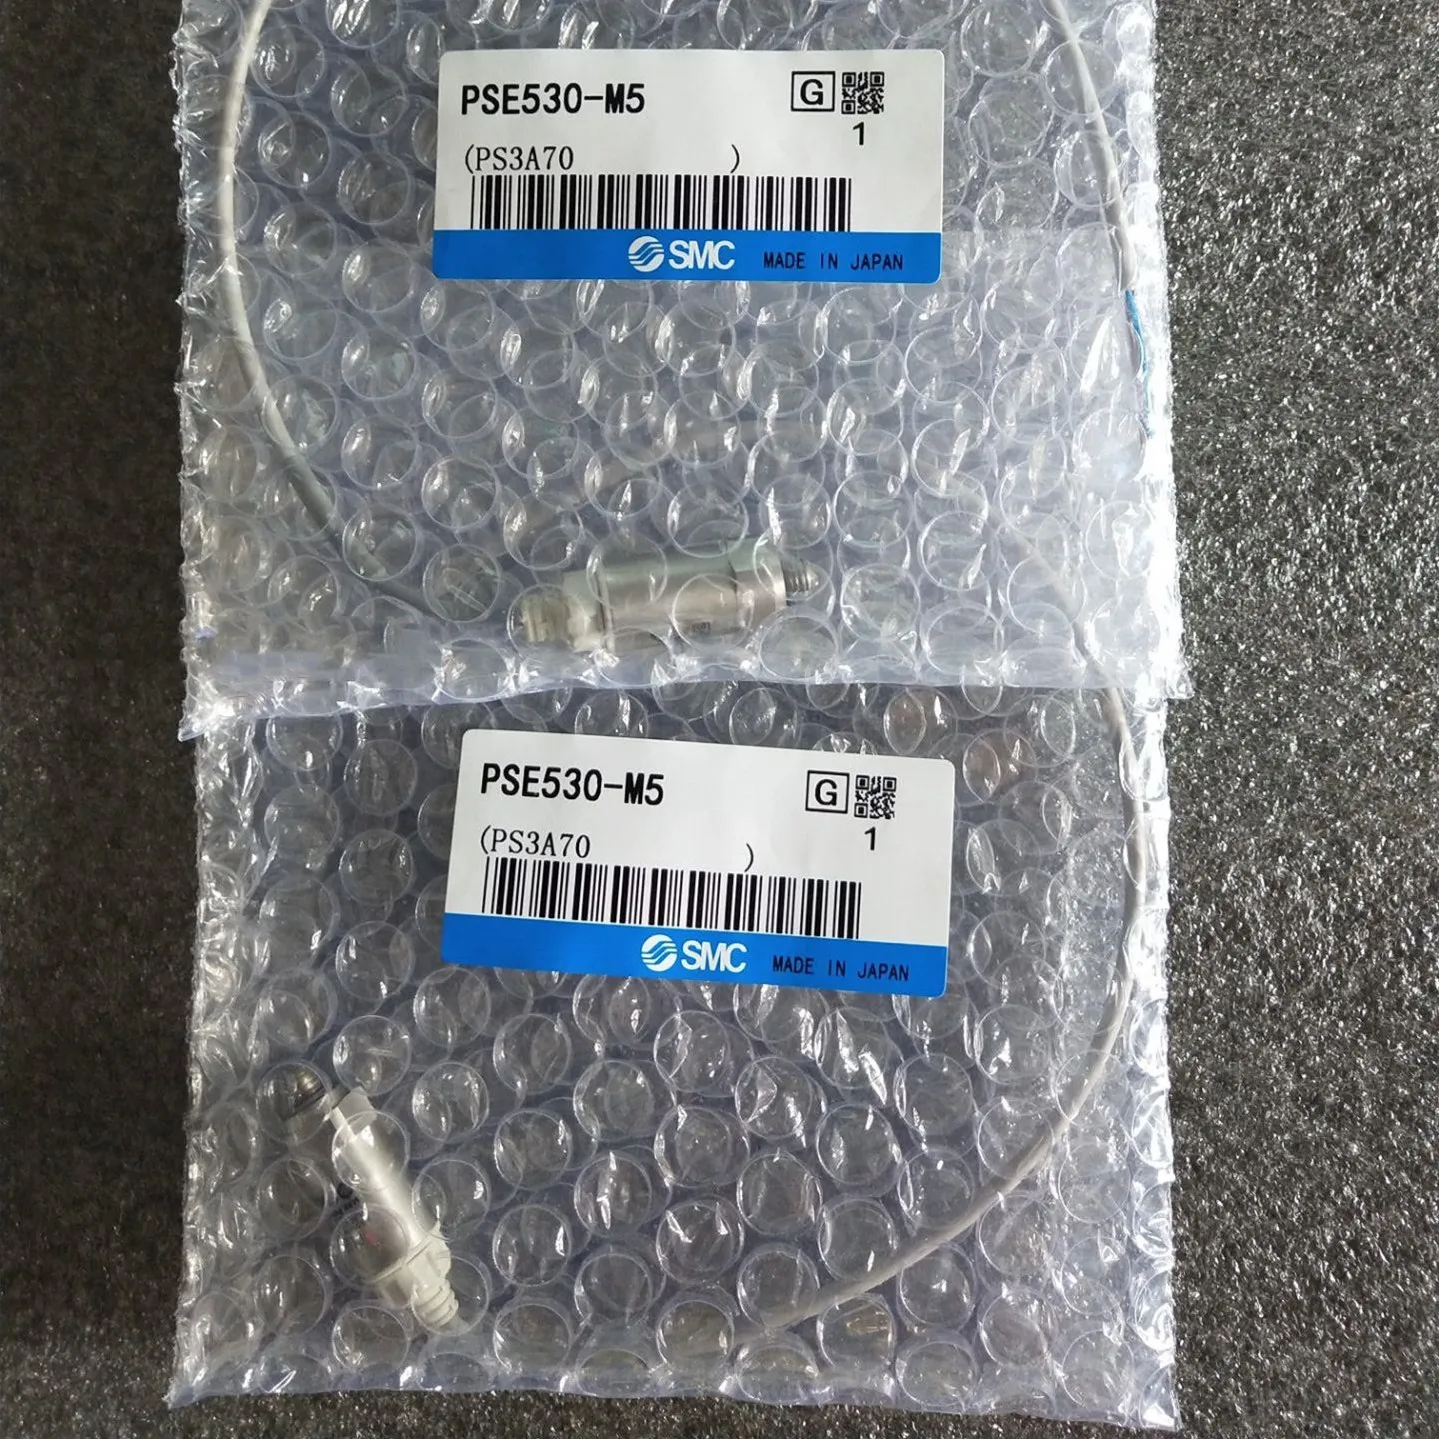 PSE530-M5
G
1
(PS3A70 )
SMC MADE IN JAPAN
PSE530-M5
G
1
(PS3A70 )
SMC MADE IN JAPAN